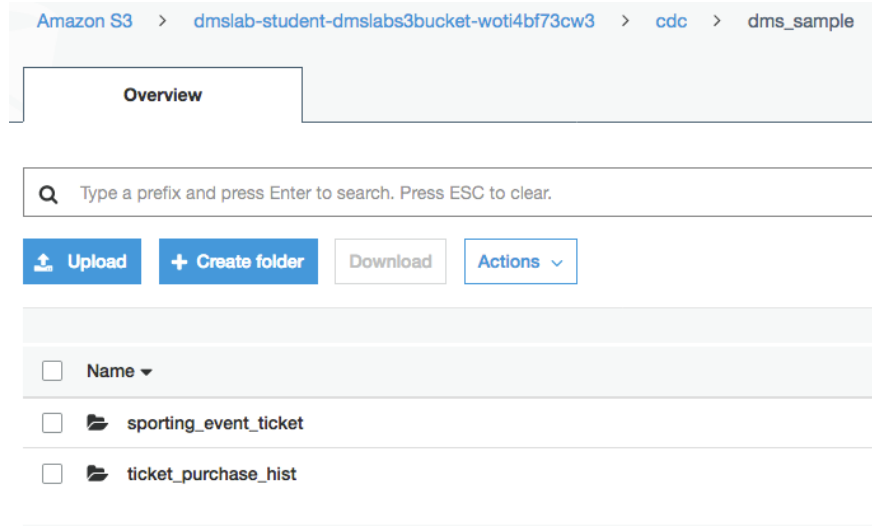 Amazon S3 > dmslab-student-dmslabs3bucket-woti4bf73cw3 > cdc > dms_sample
Overview
Type a prefix and press Enter to search. Press ESC to clear.
Upload + Create folder Download Actions
Name
sporting_event_ticket
ticket_purchase_hist